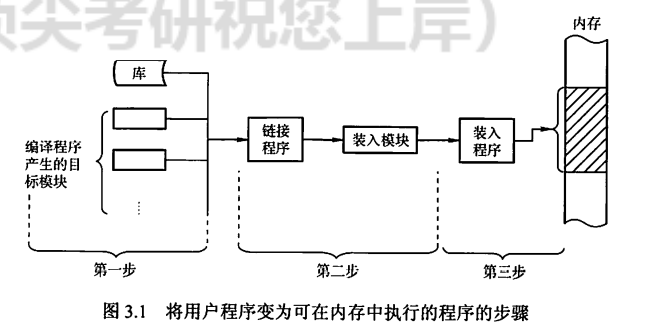 顶尖考研祝您上岸）
内存
库
编译程序
产生的目
标模块
链接
程序
装入模块
装入
程序
第一步
第二步
第三步
图 3.1 将用户程序变为可在内存中执行的程序的步骤